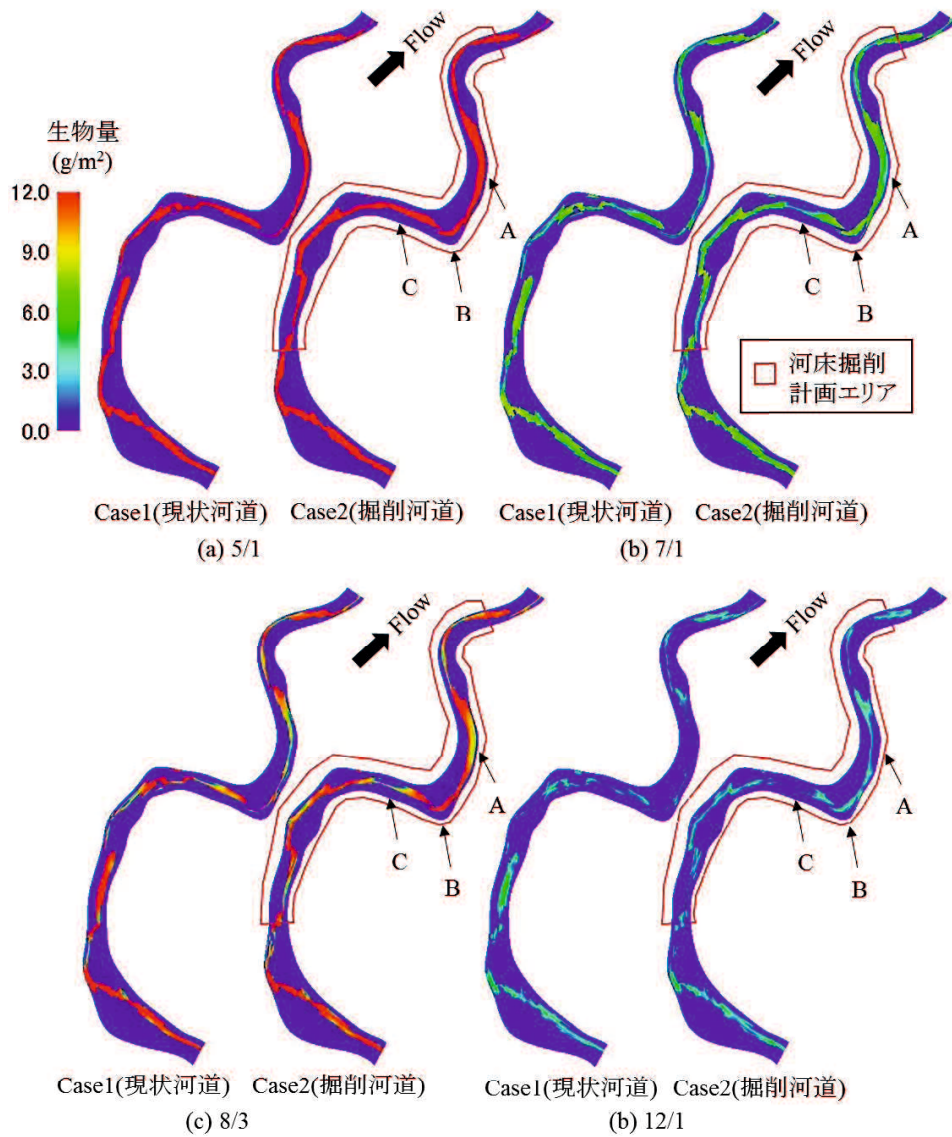 Flow
Flow
生物量
(g/m²)
12.0
9.0
6.0
3.0
0.0
A
B
C
A
B
C
河床掘削
計画エリア
Case1(現状河道)
Case2(掘削河道)
Case1(現状河道)
Case2(掘削河道)
(a) 5/1
(b) 7/1
Flow
Flow
A
B
C
A
B
C
Case1(現状河道)
Case2(掘削河道)
Case1(現状河道)
Case2(掘削河道)
(c) 8/3
(b) 12/1